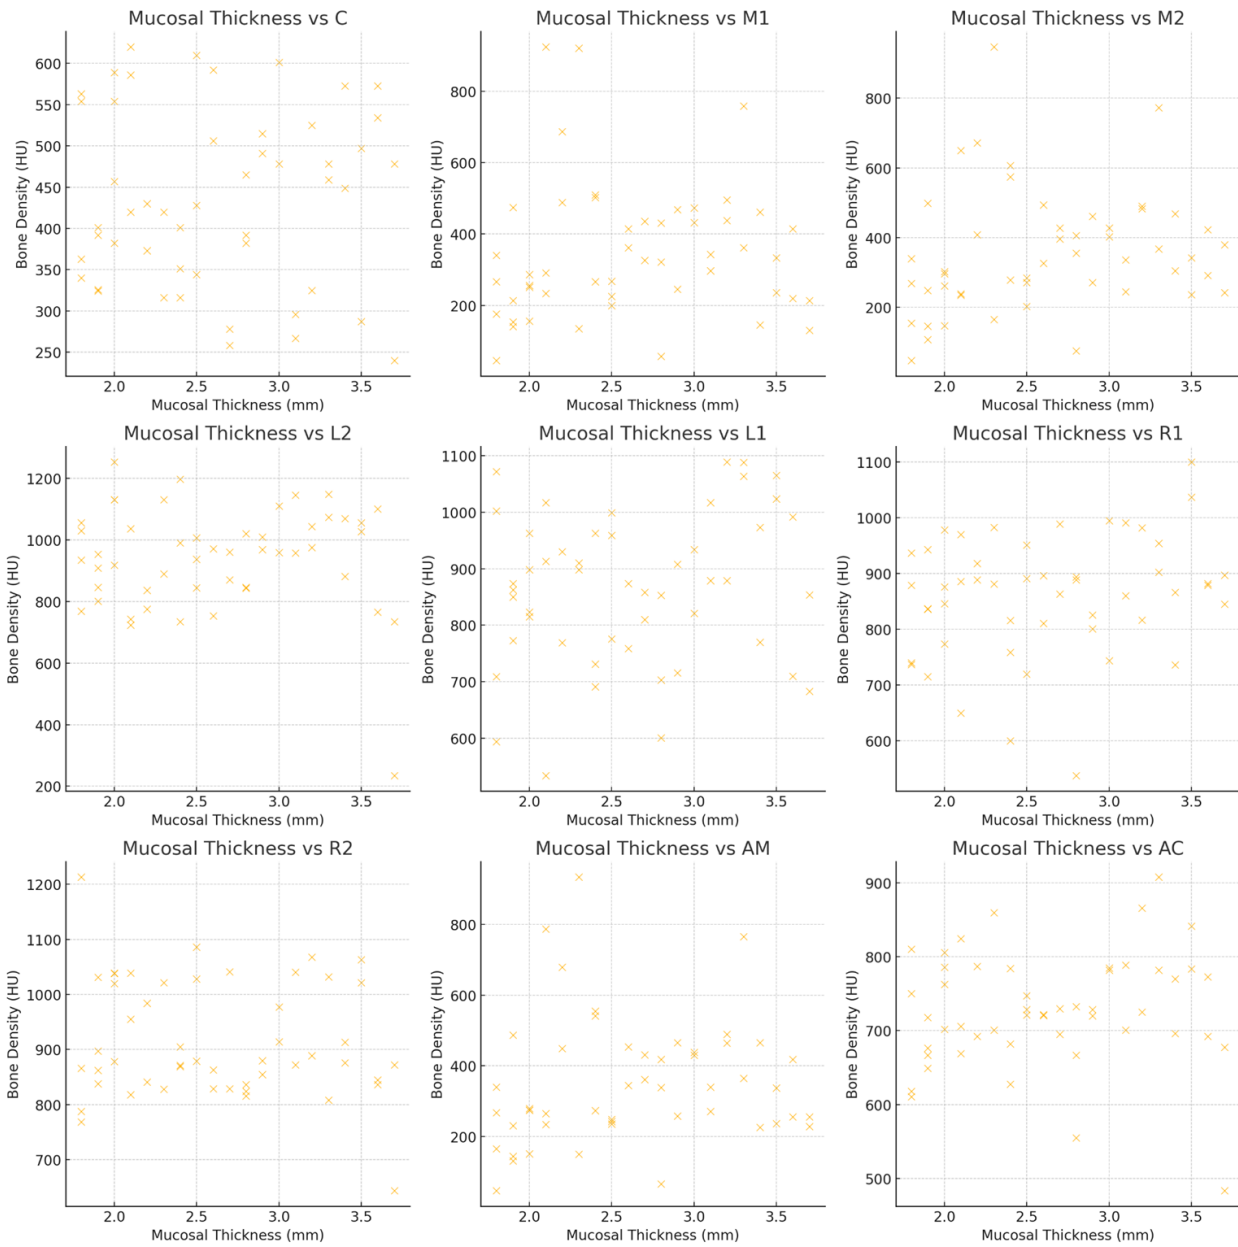 Mucosal Thickness vs C
Bone Density (HU)
600
550
500
450
400
350
300
250
2.0 2.5 3.0 3.5
Mucosal Thickness (mm)
Mucosal Thickness vs M1
Bone Density (HU)
800
600
400
200
2.0 2.5 3.0 3.5
Mucosal Thickness (mm)
Mucosal Thickness vs M2
Bone Density (HU)
800
600
400
200
2.0 2.5 3.0 3.5
Mucosal Thickness (mm)
Mucosal Thickness vs L2
Bone Density (HU)
1200
1000
800
600
400
200
2.0 2.5 3.0 3.5
Mucosal Thickness (mm)
Mucosal Thickness vs L1
Bone Density (HU)
1100
1000
900
800
700
600
2.0 2.5 3.0 3.5
Mucosal Thickness (mm)
Mucosal Thickness vs R1
Bone Density (HU)
1100
1000
900
800
700
600
2.0 2.5 3.0 3.5
Mucosal Thickness (mm)
Mucosal Thickness vs R2
Bone Density (HU)
1200
1100
1000
900
800
700
2.0 2.5 3.0 3.5
Mucosal Thickness (mm)
Mucosal Thickness vs AM
Bone Density (HU)
800
600
400
200
2.0 2.5 3.0 3.5
Mucosal Thickness (mm)
Mucosal Thickness vs AC
Bone Density (HU)
900
800
700
600
500
2.0 2.5 3.0 3.5
Mucosal Thickness (mm)